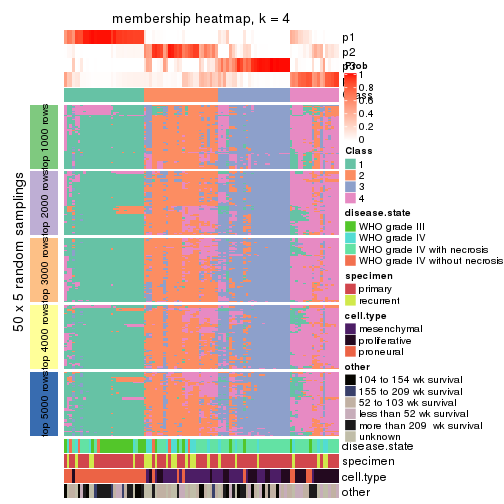 membership heatmap, k = 4
p1
p2
p3
Prob
1
0.8
0.6
0.4
0.2
0
Class
1
2
3
4
disease.state
WHO grade III
WHO grade IV
WHO grade IV with necrosis
WHO grade IV without necrosis
specimen
primary
recurrent
cell.type
mesenchymal
proliferative
proneural
other
104 to 154 wk survival
155 to 209 wk survival
52 to 103 wk survival
less than 52 wk survival
more than 209 wk survival
unknown
disease.state
specimen
cell.type
other
50 x 5 random samplings
top 1000 rows
top 2000 rows
top 3000 rows
top 4000 rows
top 5000 rows